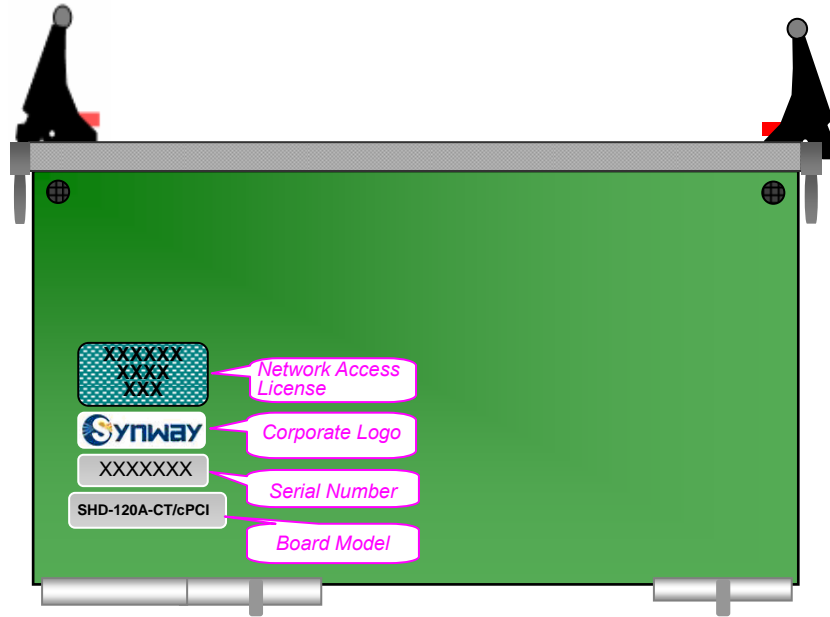 XXXXXX
XXXX
XXX
Network Access
License
SYNWAY
Corporate Logo
XXXXXXX
Serial Number
SHD-120A-CT/cPCI
Board Model